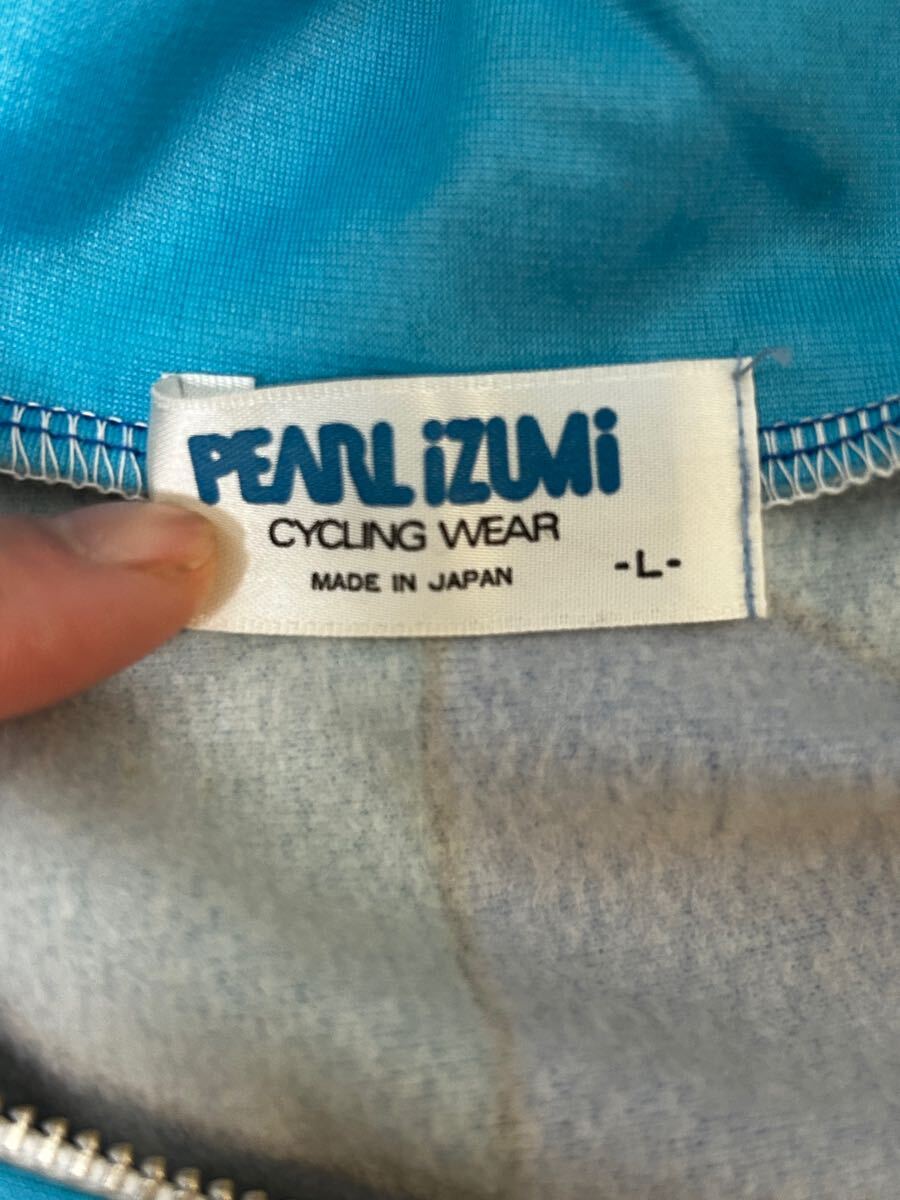 PEARL iZUMi
CYCLING WEAR
MADE IN JAPAN
-L-